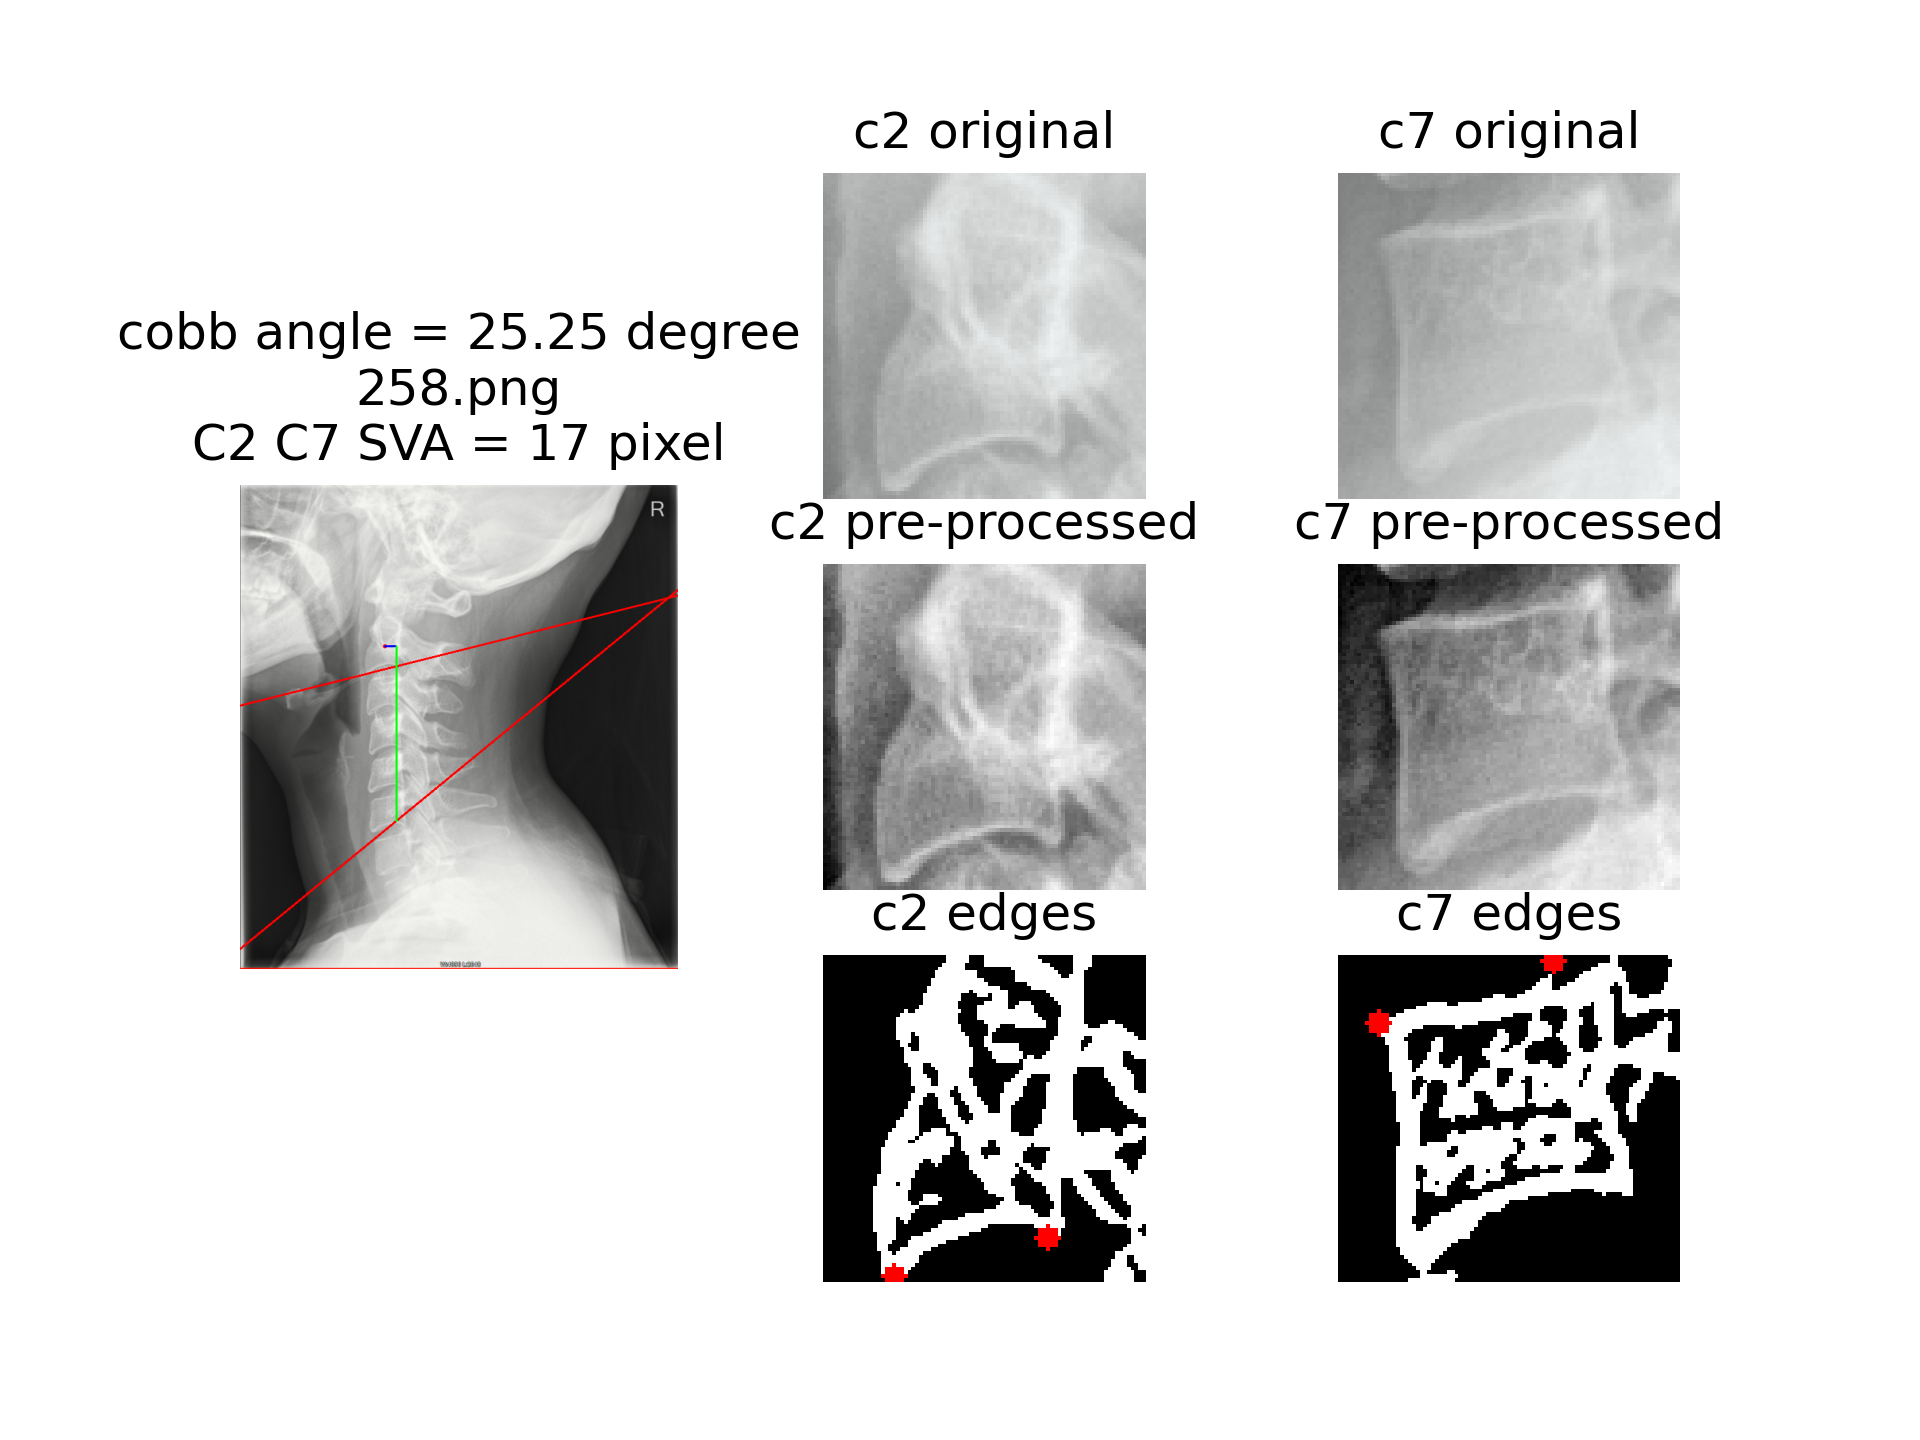 cobb angle = 25.25 degree
258.png
C2 C7 SVA = 17 pixel
R
c2 original
c7 original
c2 pre-processed
c7 pre-processed
c2 edges
c7 edges